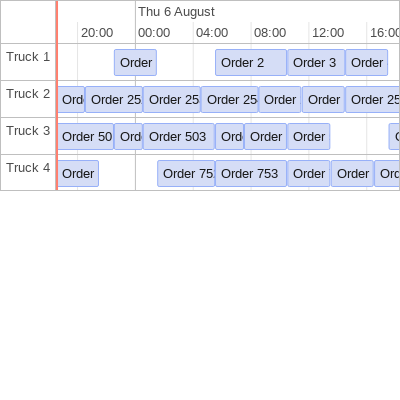 Thu 6 August
20:00 00:00 04:00 08:00 12:00 16:00
Truck 1 Order Order 2 Order 3 Order
Truck 2 Ord Order 25 Order 25 Order 25 Order Order Order 25
Truck 3 Order 50 Ord Order 503 Ord Order Order
Truck 4 Order Order 75 Order 753 Order Order Ord